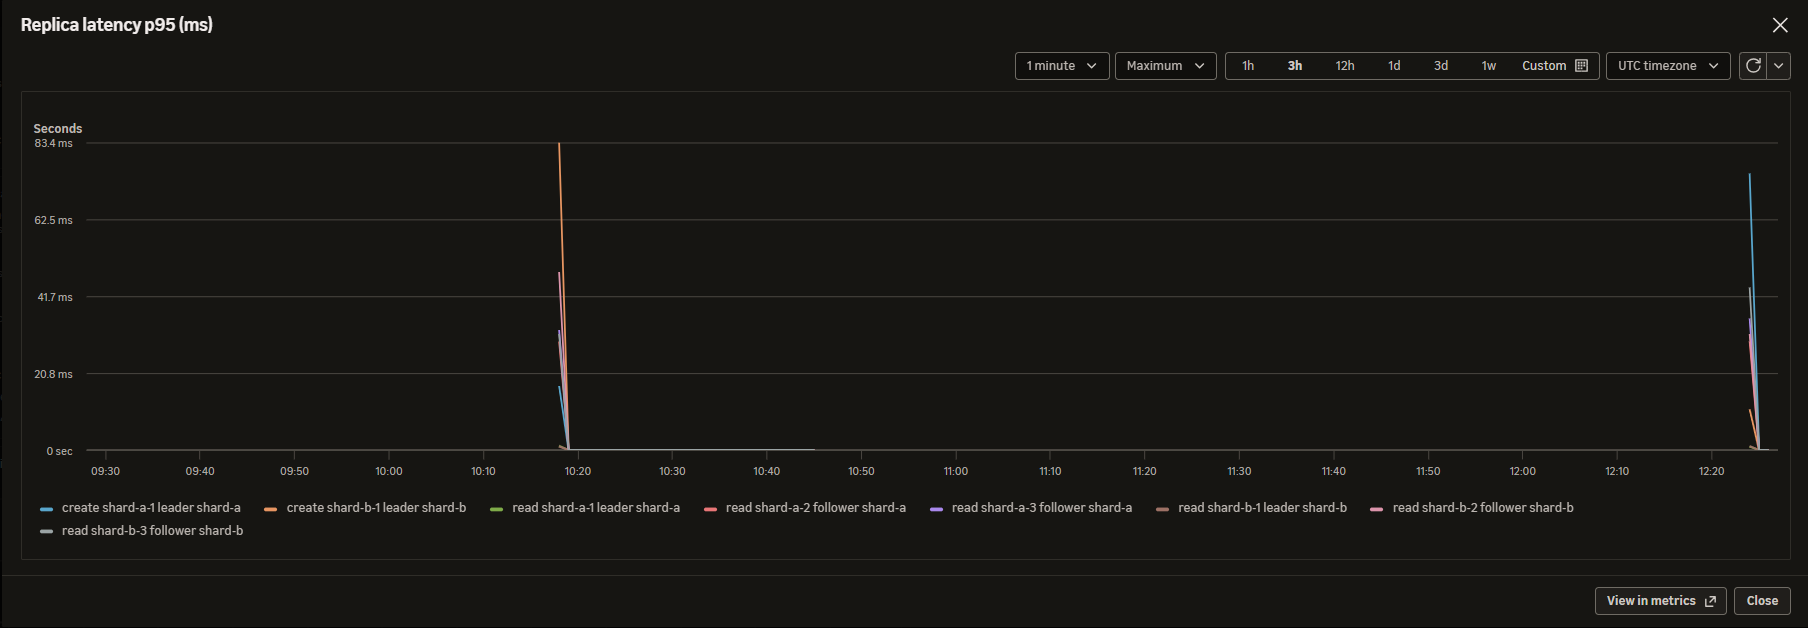 Replica latency p95 (ms)
1 minute Maximum 1h 3h 12h 1d 3d 1w Custom UTC timezone
Seconds
83.4 ms
62.5 ms
41.7 ms
20.8 ms
0 sec
09:30 09:40 09:50 10:00 10:10 10:20 10:30 10:40 10:50 11:00 11:10 11:20 11:30 11:40 11:50 12:00 12:10 12:20
create shard-a-1 leader shard-a create shard-b-1 leader shard-b read shard-a-1 leader shard-a read shard-a-2 follower shard-a read shard-a-3 follower shard-a read shard-b-1 leader shard-b read shard-b-2 follower shard-b
read shard-b-3 follower shard-b
View in metrics Close